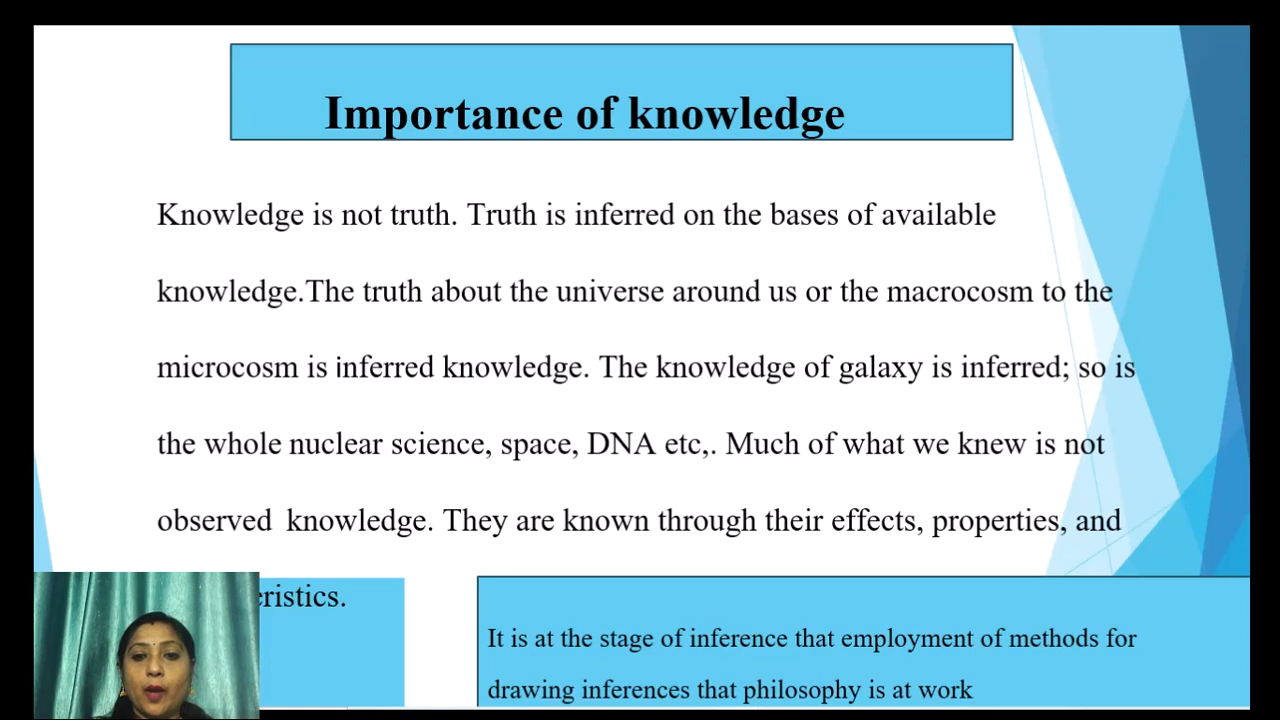 Importance of knowledge
Knowledge is not truth. Truth is inferred on the bases of available
knowledge.The truth about the universe around us or the macrocosm to the
microcosm is inferred knowledge. The knowledge of galaxy is inferred; so is
the whole nuclear science, space, DNA etc,. Much of what we knew is not
observed knowledge. They are known through their effects, properties, and
eristics.
It is at the stage of inference that employment of methods for
drawing inferences that philosophy is at work